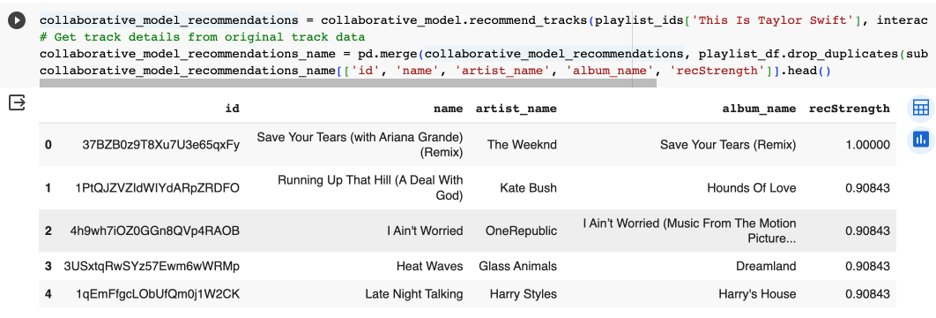 collaborative_model_recommendations = collaborative_model.recommend_tracks(playlist_ids['This Is Taylor Swift'], interac
# Get track details from original track data
collaborative_model_recommendations_name = pd.merge(collaborative_model_recommendations, playlist_df.drop_duplicates(sub
collaborative_model_recommendations_name[['id', 'name', 'artist_name', 'album_name', 'recStrength']].head()
id name artist_name album_name recStrength
0 37BZB0z9T8Xu7U3e65qxFy Save Your Tears (with Ariana Grande) (Remix) The Weeknd Save Your Tears (Remix) 1.00000
1 1PtQJZVZIdWIYdARpZRDFO Running Up That Hill (A Deal With God) Kate Bush Hounds Of Love 0.90843
2 4h9wh7iOZ0GGn8QVp4RAOB I Ain't Worried OneRepublic I Ain't Worried (Music From The Motion Picture... 0.90843
3 3USxtqRwSYz57Ewm6wWRMp Heat Waves Glass Animals Dreamland 0.90843
4 1qEmFfgcLObUfQm0j1W2CK Late Night Talking Harry Styles Harry's House 0.90843